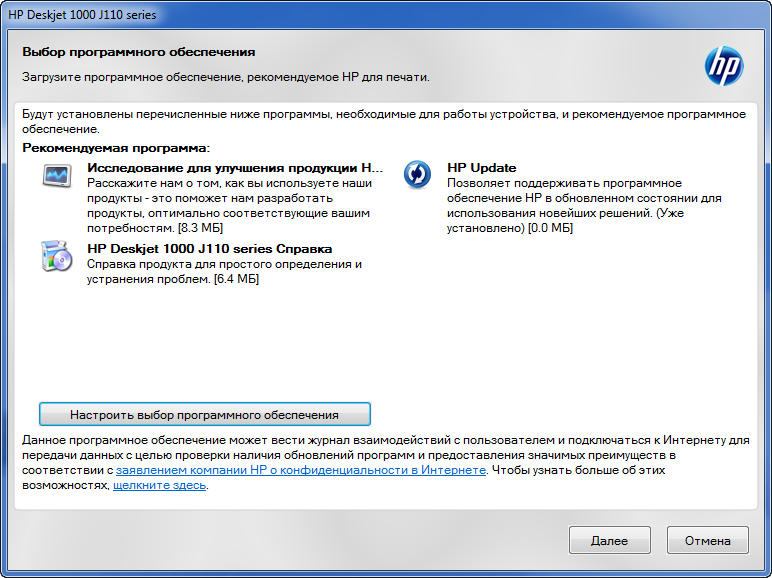 HP Deskjet 1000 J110 series
Выбор программного обеспечения
Загрузите программное обеспечение, рекомендуемое HP для печати.
hp
Будут установлены перечисленные ниже программы, необходимые для работы устройства, и рекомендуемое программное
обеспечение.
Рекомендуемая программа:
Исследование для улучшения продукции H...
Расскажите нам о том, как вы используете наши
продукты - это поможет нам разработать
продукты, оптимально соответствующие вашим
потребностям. [8.3 МБ]
HP Update
Позволяет поддерживать программное
обеспечение HP в обновленном состоянии для
использования новейших решений. (Уже
установлено) [0.0 МБ]
HP Deskjet 1000 J110 series Справка
Справка продукта для простого определения и
устранения проблем. [6.4 МБ]
Настроить выбор программного обеспечения
Данное программное обеспечение может вести журнал взаимодействий с пользователем и подключаться к Интернету для
передачи данных с целью проверки наличия обновлений программ и предоставления значимых преимуществ в
соответствии с заявлением компании HP о конфиденциальности в Интернете. Чтобы узнать больше об этих
возможностях, щелкните здесь.
Далее
Отмена